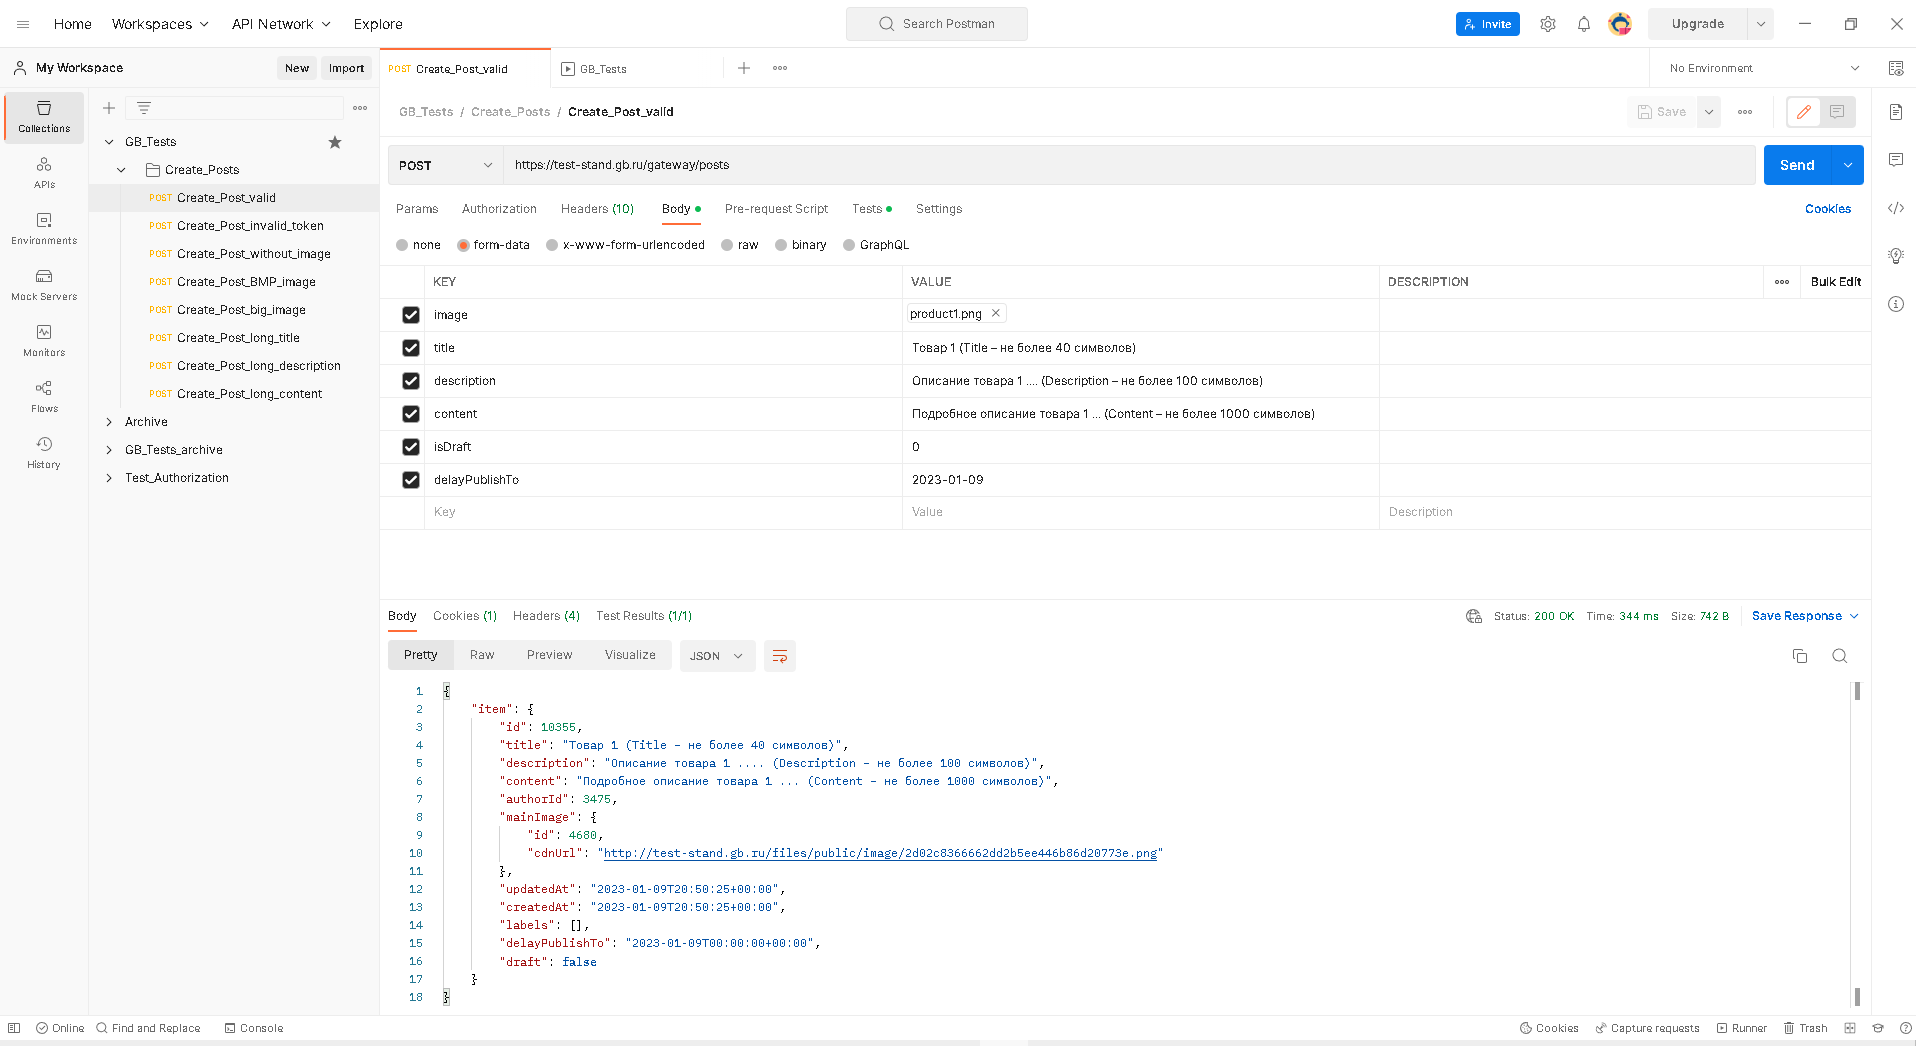 Home Workspaces API Network Explore Search Postman Invite Upgrade
My Workspace New Import POST Create_Post_valid GB_Tests No Environment
Collections
APIs
Environments
Mock Servers
Monitors
Flows
History
GB_Tests
Create_Posts
POST Create_Post_valid
POST Create_Post_invalid_token
POST Create_Post_without_image
POST Create_Post_BMP_image
POST Create_Post_big_image
POST Create_Post_long_title
POST Create_Post_long_description
POST Create_Post_long_content
Archive
GB_Tests_archive
Test_Authorization
GB_Tests / Create_Posts / Create_Post_valid Save
POST https://test-stand.gb.ru/gateway/posts Send
Params Authorization Headers (10) Body Pre-request Script Tests Settings Cookies
none form-data x-www-form-urlencoded raw binary GraphQL
KEY VALUE DESCRIPTION Bulk Edit
image product1.png
title Товар 1 (Title – не более 40 символов)
description Описание товара 1 .... (Description – не более 100 символов)
content Подробное описание товара 1 ... (Content – не более 1000 символов)
isDraft 0
delayPublishTo 2023-01-09
Key Value Description
Body Cookies (1) Headers (4) Test Results (1/1) Status: 200 OK Time: 344 ms Size: 742 B Save Response
Pretty Raw Preview Visualize JSON
1 {
2 "item": {
3 "id": 10355,
4 "title": "Товар 1 (Title – не более 40 символов)",
5 "description": "Описание товара 1 .... (Description – не более 100 символов)",
6 "content": "Подробное описание товара 1 ... (Content – не более 1000 символов)",
7 "authorId": 3475,
8 "mainImage": {
9 "id": 4680,
10 "cdnUrl": "http://test-stand.gb.ru/files/public/image/2d02c8366662dd2b5ee446b86d20773e.png"
11 },
12 "updatedAt": "2023-01-09T20:50:25+00:00",
13 "createdAt": "2023-01-09T20:50:25+00:00",
14 "labels": [],
15 "delayPublishTo": "2023-01-09T00:00:00+00:00",
16 "draft": false
17 }
18 }
Online Find and Replace Console Cookies Capture requests Runner Trash